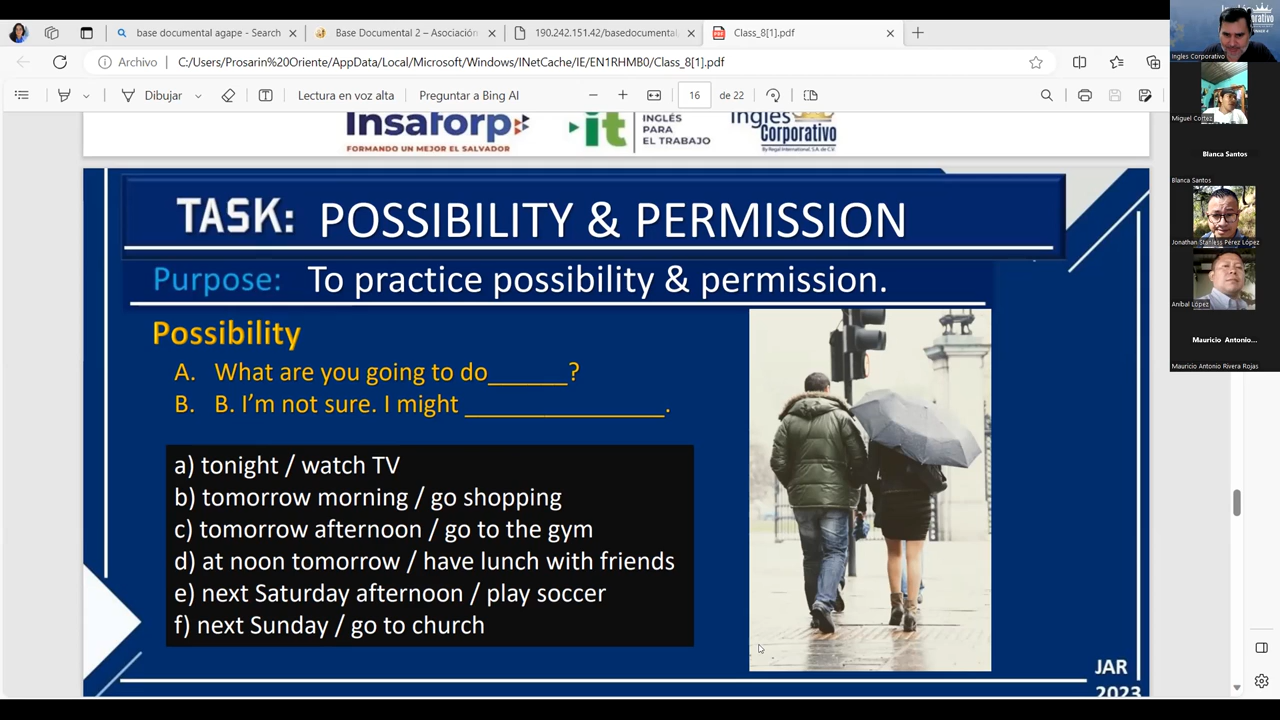 base documental agape - Search
Base Documental 2 – Asociación
190.242.151.42/basedocumental
Class_8[1].pdf
Archivo
C:/Users/Prosarin%20Oriente/AppData/Local/Microsoft/Windows/INetCache/IE/EN1RHMB0/Class_8[1].pdf
Dibujar
Lectura en voz alta
Preguntar a Bing AI
16
de 22
Insaforp
FORMANDO UN MEJOR EL SALVADOR
it
INGLÉS
PARA
EL TRABAJO
Inglés
Corporativo
By Regal International, S.A. de C.V.
TASK: POSSIBILITY & PERMISSION
Purpose: To practice possibility & permission.
Possibility
A. What are you going to do______?
B. B. I’m not sure. I might _______________.
a) tonight / watch TV
b) tomorrow morning / go shopping
c) tomorrow afternoon / go to the gym
d) at noon tomorrow / have lunch with friends
e) next Saturday afternoon / play soccer
f) next Sunday / go to church
JAR
2023
Ingles Corporativo
Miguel Cortez
Blanca Santos
Blanca Santos
Jonathan Stanless Pérez López
Anibal López
Mauricio Antonio...
Mauricio Antonio Rivera Rojas